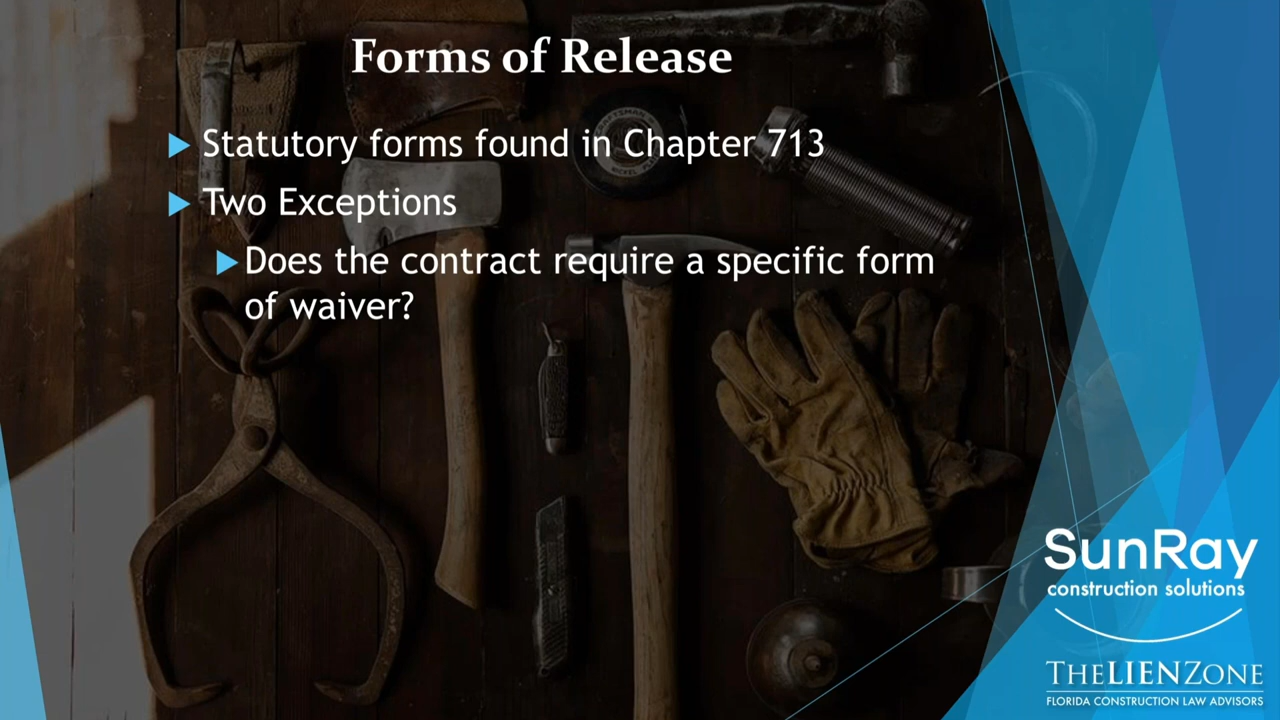 Forms of Release
Statutory forms found in Chapter 713
Two Exceptions
Does the contract require a specific form
of waiver?
SunRay
construction solutions
THELIENZONE
FLORIDA CONSTRUCTION LAW ADVISORS